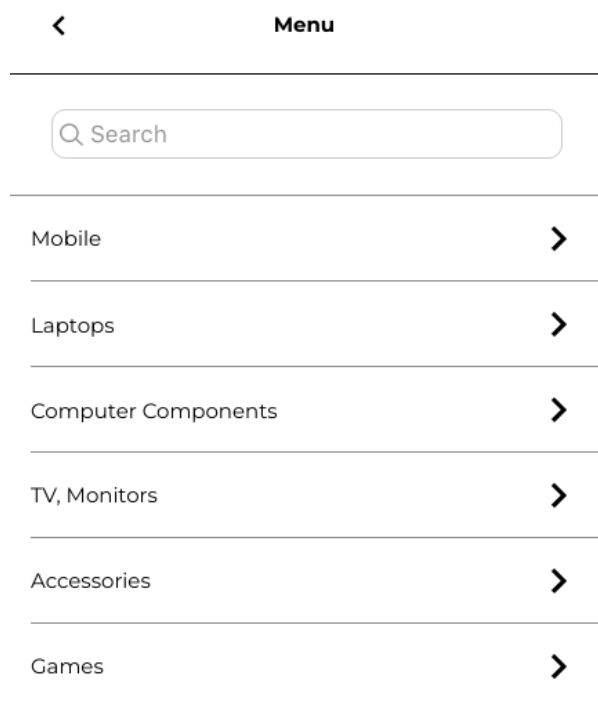 Menu
Search
Mobile
Laptops
Computer Components
TV, Monitors
Accessories
Games